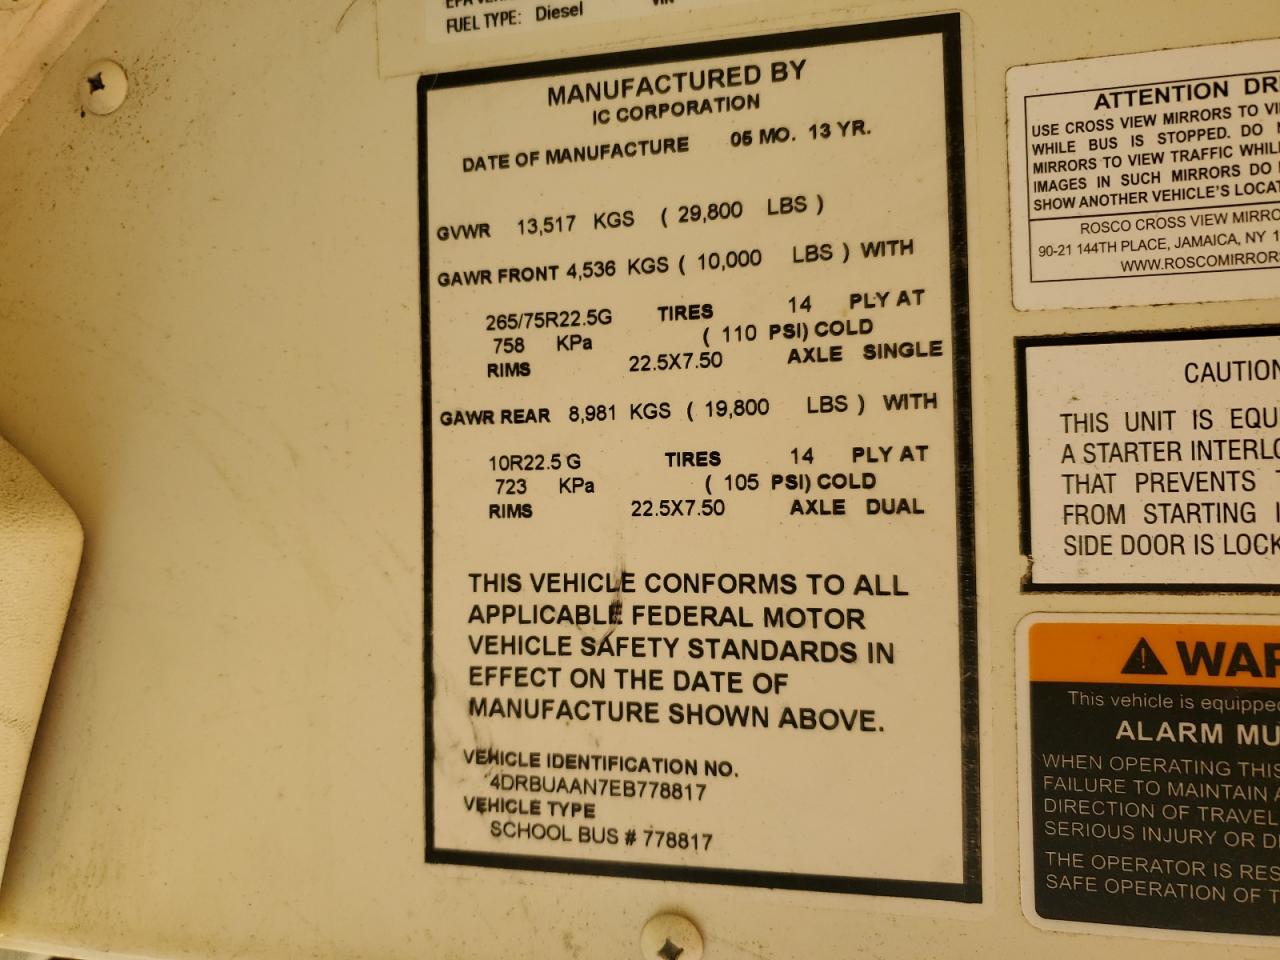 FUEL TYPE: Diesel
MANUFACTURED BY
IC CORPORATION
DATE OF MANUFACTURE 05 MO. 13 YR.
GVWR 13,517 KGS ( 29,800 LBS )
GAWR FRONT 4,536 KGS ( 10,000 LBS ) WITH
265/75R22.5G TIRES 14 PLY AT
758 KPa ( 110 PSI) COLD
RIMS 22.5X7.50 AXLE SINGLE
GAWR REAR 8,981 KGS ( 19,800 LBS ) WITH
10R22.5 G TIRES 14 PLY AT
723 KPa ( 105 PSI) COLD
RIMS 22.5X7.50 AXLE DUAL
THIS VEHICLE CONFORMS TO ALL
APPLICABLE FEDERAL MOTOR
VEHICLE SAFETY STANDARDS IN
EFFECT ON THE DATE OF
MANUFACTURE SHOWN ABOVE.
VEHICLE IDENTIFICATION NO.
4DRBUAAN7EB778817
VEHICLE TYPE
SCHOOL BUS # 778817
ATTENTION
USE CROSS VIEW MIRRORS TO
WHILE BUS IS STOPPED. DO
MIRRORS TO VIEW TRAFFIC WHILE
IMAGES IN SUCH MIRRORS DO
SHOW ANOTHER VEHICLE'S
ROSCO CROSS VIEW
90-21 144TH PLACE, JAMAICA, NY
WWW.ROSCOMIRRORS
CAUTION
THIS UNIT IS
A STARTER
THAT PREVENTS
FROM STARTING
SIDE DOOR IS
This vehicle is equipped
ALARM
WHEN OPERATING THIS
FAILURE TO MAINTAIN
DIRECTION OF TRAVEL
SERIOUS INJURY OR
THE OPERATOR IS
SAFE OPERATION OF